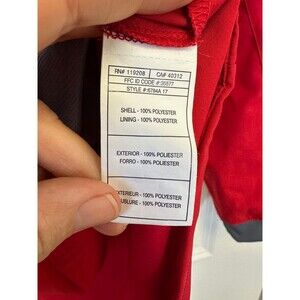 RN# 119208 CA# 40312
FFC ID CODE #:35577
STYLE #:6784A 17
SHELL - 100% POLYESTER
LINING - 100% POLYESTER
EXTERIOR - 100% POLIESTER
FORRO - 100% POLIESTER
EXTERIEUR - 100% POLYESTER
100% POLYESTER